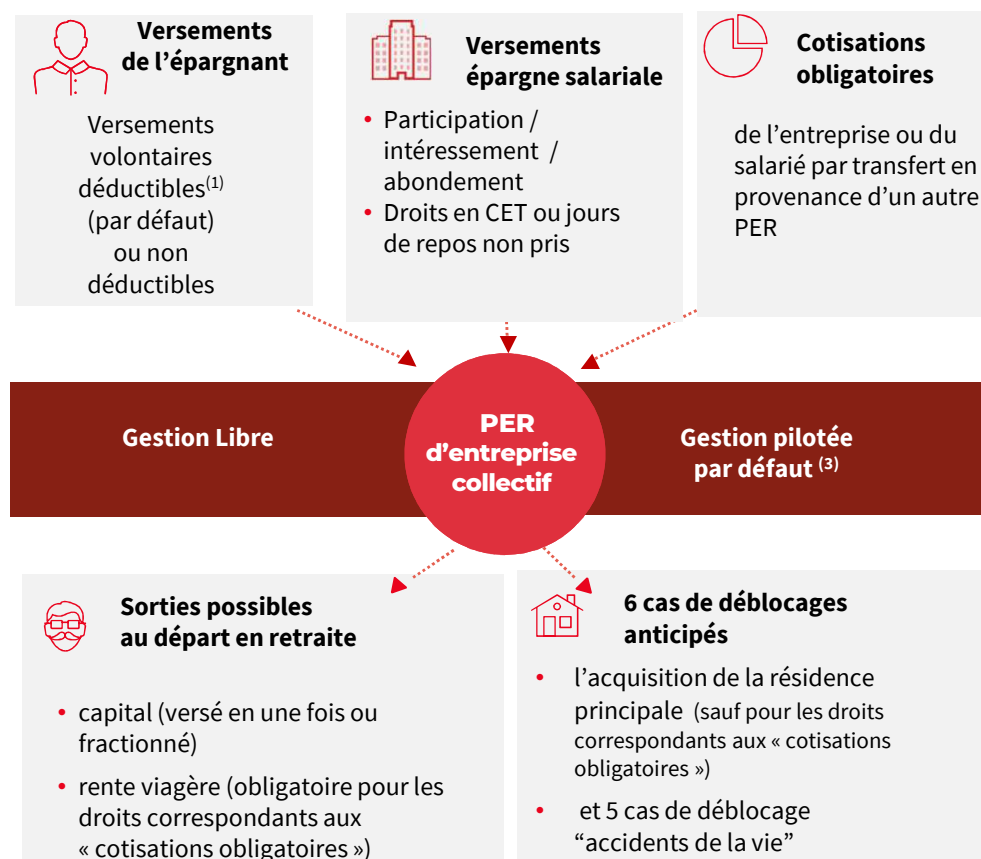 Versements
de l’épargnant
Versements
volontaires
déductibles(1)
(par défaut)
ou non
déductibles
Versements
épargne salariale
• Participation /
intéressement /
abondement
• Droits en CET ou jours
de repos non pris
Cotisations
obligatoires
de l’entreprise ou du
salarié par transfert en
provenance d’un autre
PER
Gestion Libre
PER
d’entreprise
collectif
Gestion pilotée
par défaut (3)
Sorties possibles
au départ en retraite
• capital (versé en une fois ou
fractionné)
• rente viagère (obligatoire pour les
droits correspondants aux
« cotisations obligatoires »)
6 cas de déblocages
anticipés
• l’acquisition de la résidence
principale (sauf pour les droits
correspondants aux « cotisations
obligatoires »)
• et 5 cas de déblocage
“accidents de la vie”